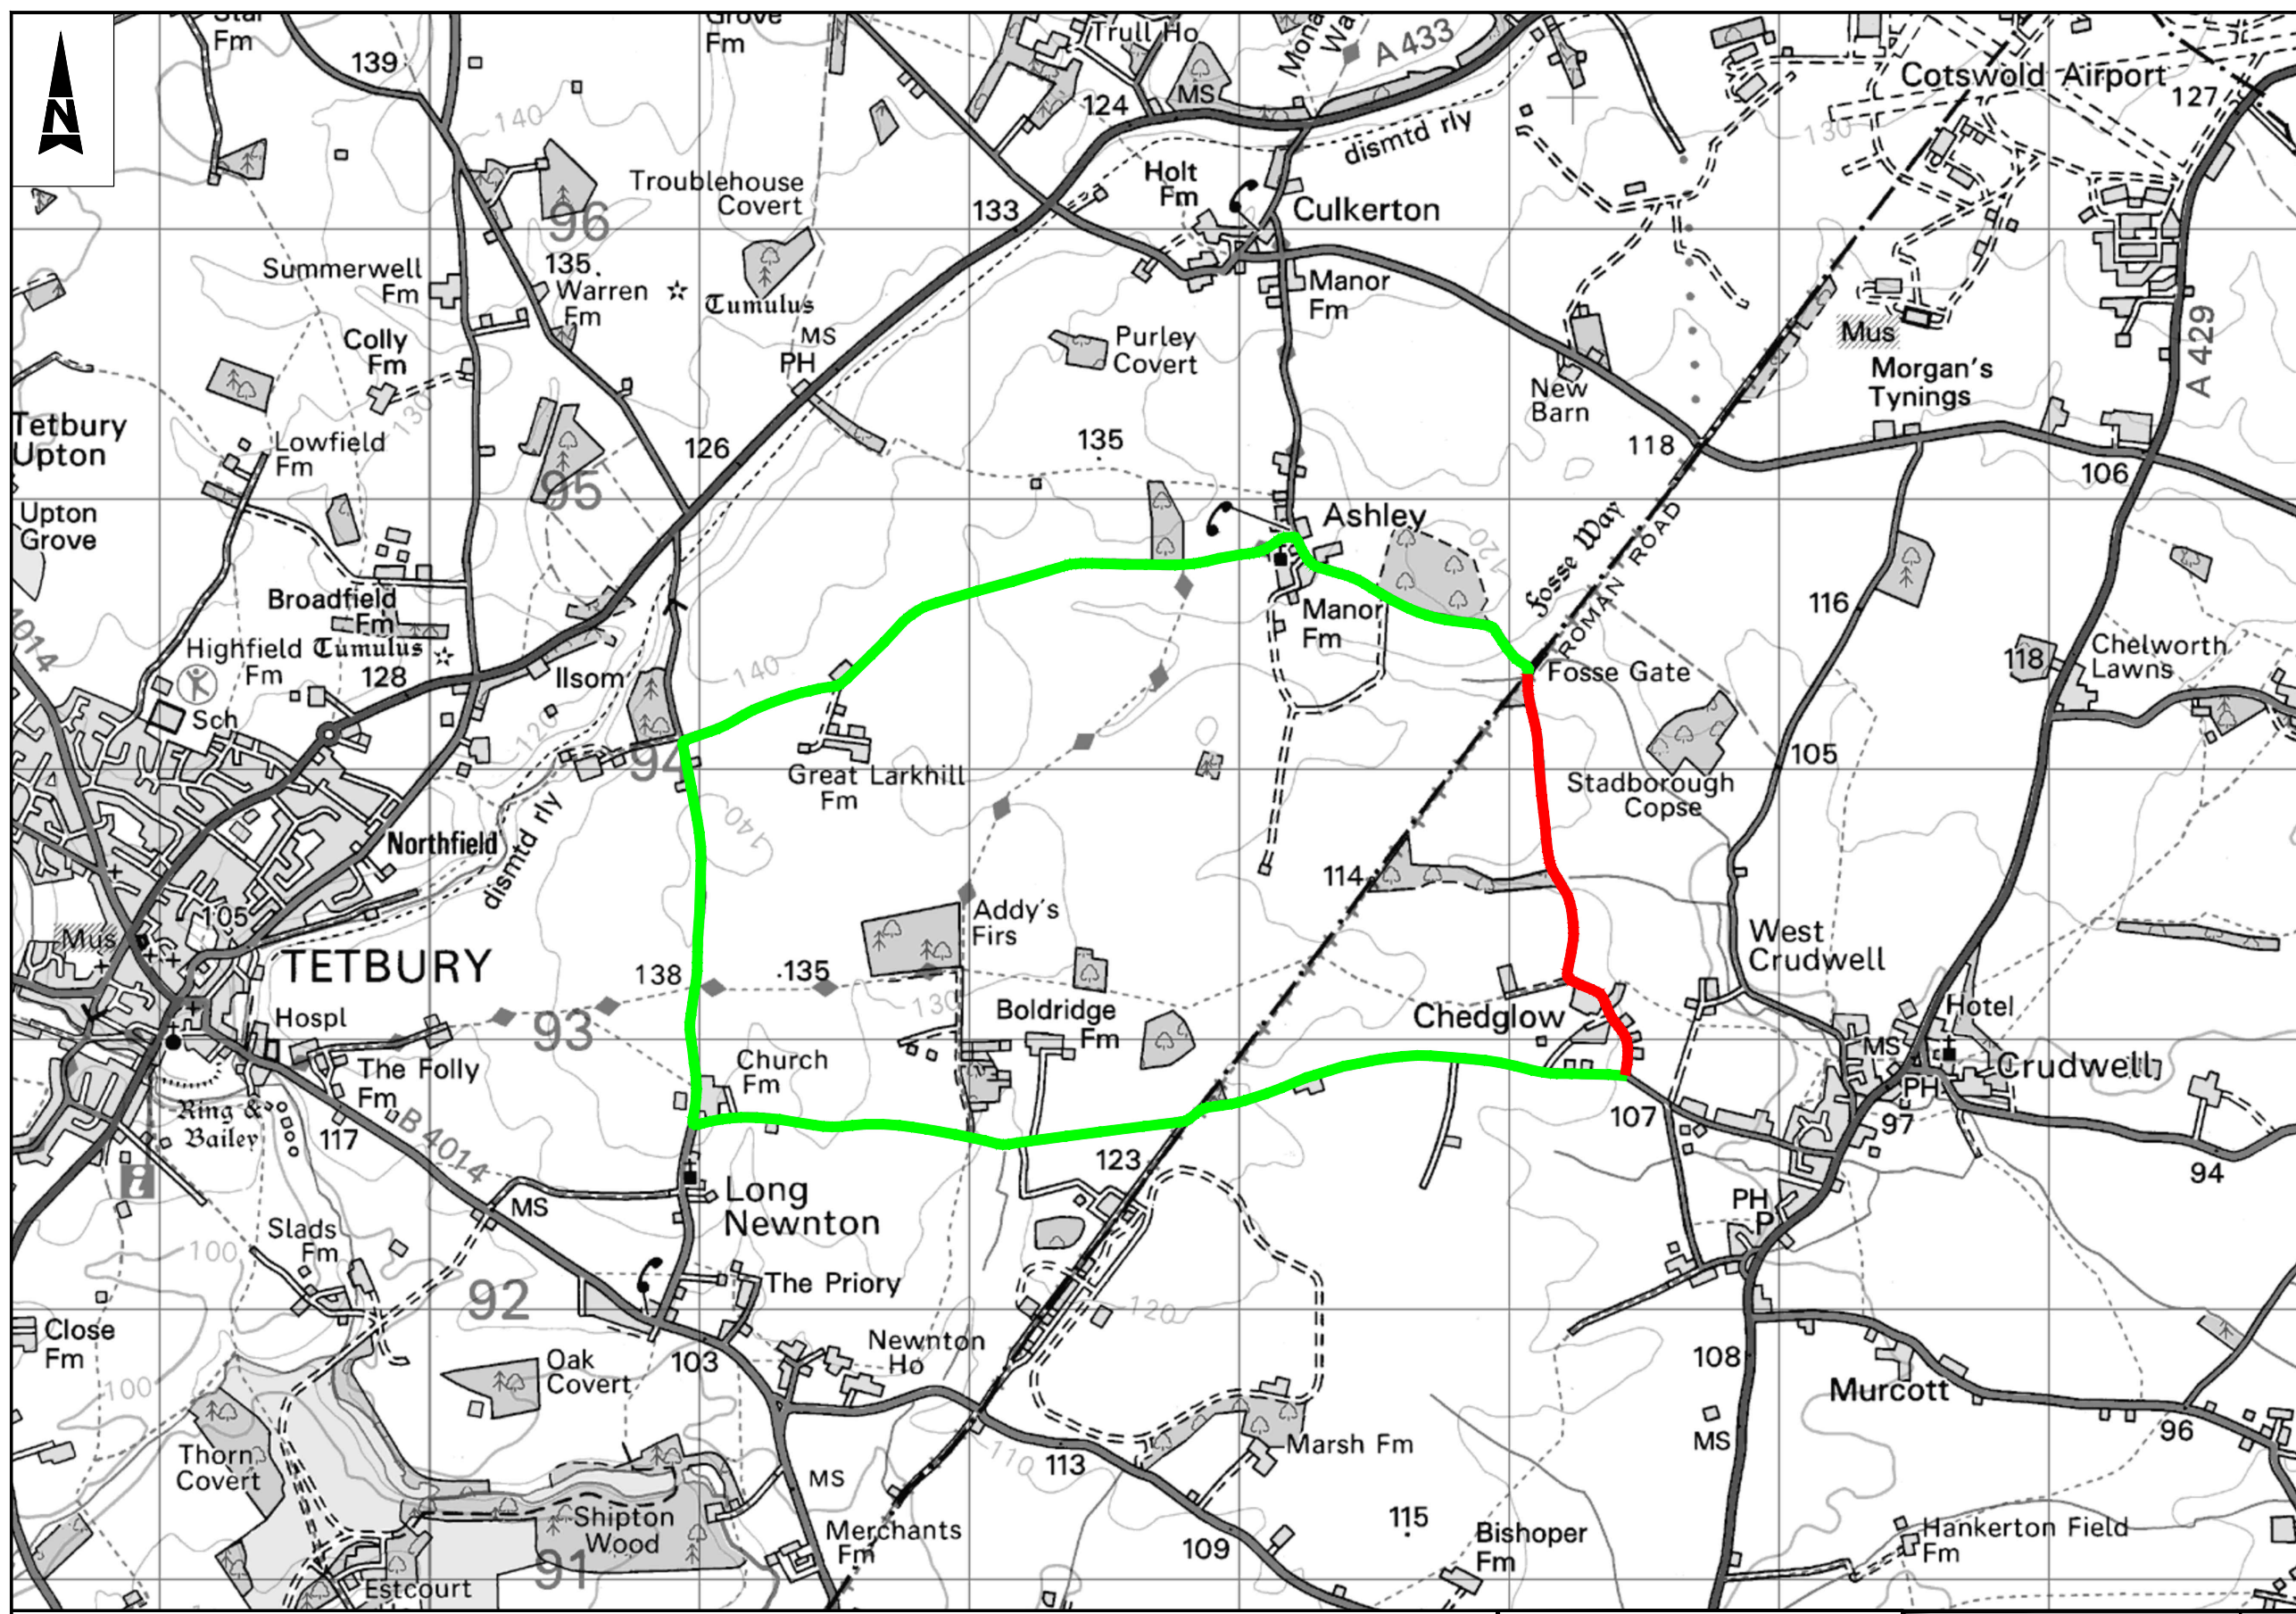 N
Fm
139
Grove
Fm
Trull Ho
A 433
MS
124
140
Cotswold Airport
127
130
dismtd rly
Troublehouse
Covert
Holt
Fm
133
Culkerton
96
Summerwell
Fm
135
Warren
Fm
Tumulus
Manor
Fm
Colly
Fm
MS
PH
Purley
Covert
Mus
A 429
Morgan's
Tynings
New
Barn
130
Tetbury
Upton
Lowfield
Fm
126
135
118
106
95
Upton
Grove
Ashley
120
Fosse Way
ROMAN ROAD
Broadfield
Fm
Manor
Fm
116
4014
Highfield
Fm
Tumulus
128
Ilsom
140
Fosse Gate
118
Chelworth
Lawns
Sch
120
94
Great Larkhill
Fm
105
Stadborough
Copse
140
Northfield
dismtd rly
114
105
Mus
Addy's
Firs
West
Crudwell
TETBURY
138
135
130
Hospl
93
Boldridge
Fm
Chedglow
Hotel
MS
Crudwell
The Folly
Fm
Church
Fm
PH
Ring &
Bailey
117
B 4014
107
97
123
94
MS
Long
Newnton
PH
P
Slads
Fm
100
92
The Priory
120
Close
Fm
Newnton
Ho
103
108
Oak
Covert
100
Murcott
Marsh Fm
96
Thorn
Covert
110
113
MS
MS
Shipton
Wood
115
Merchants
Fm
109
Bishoper
Fm
Hankerton Field
Fm
91
Estcourt